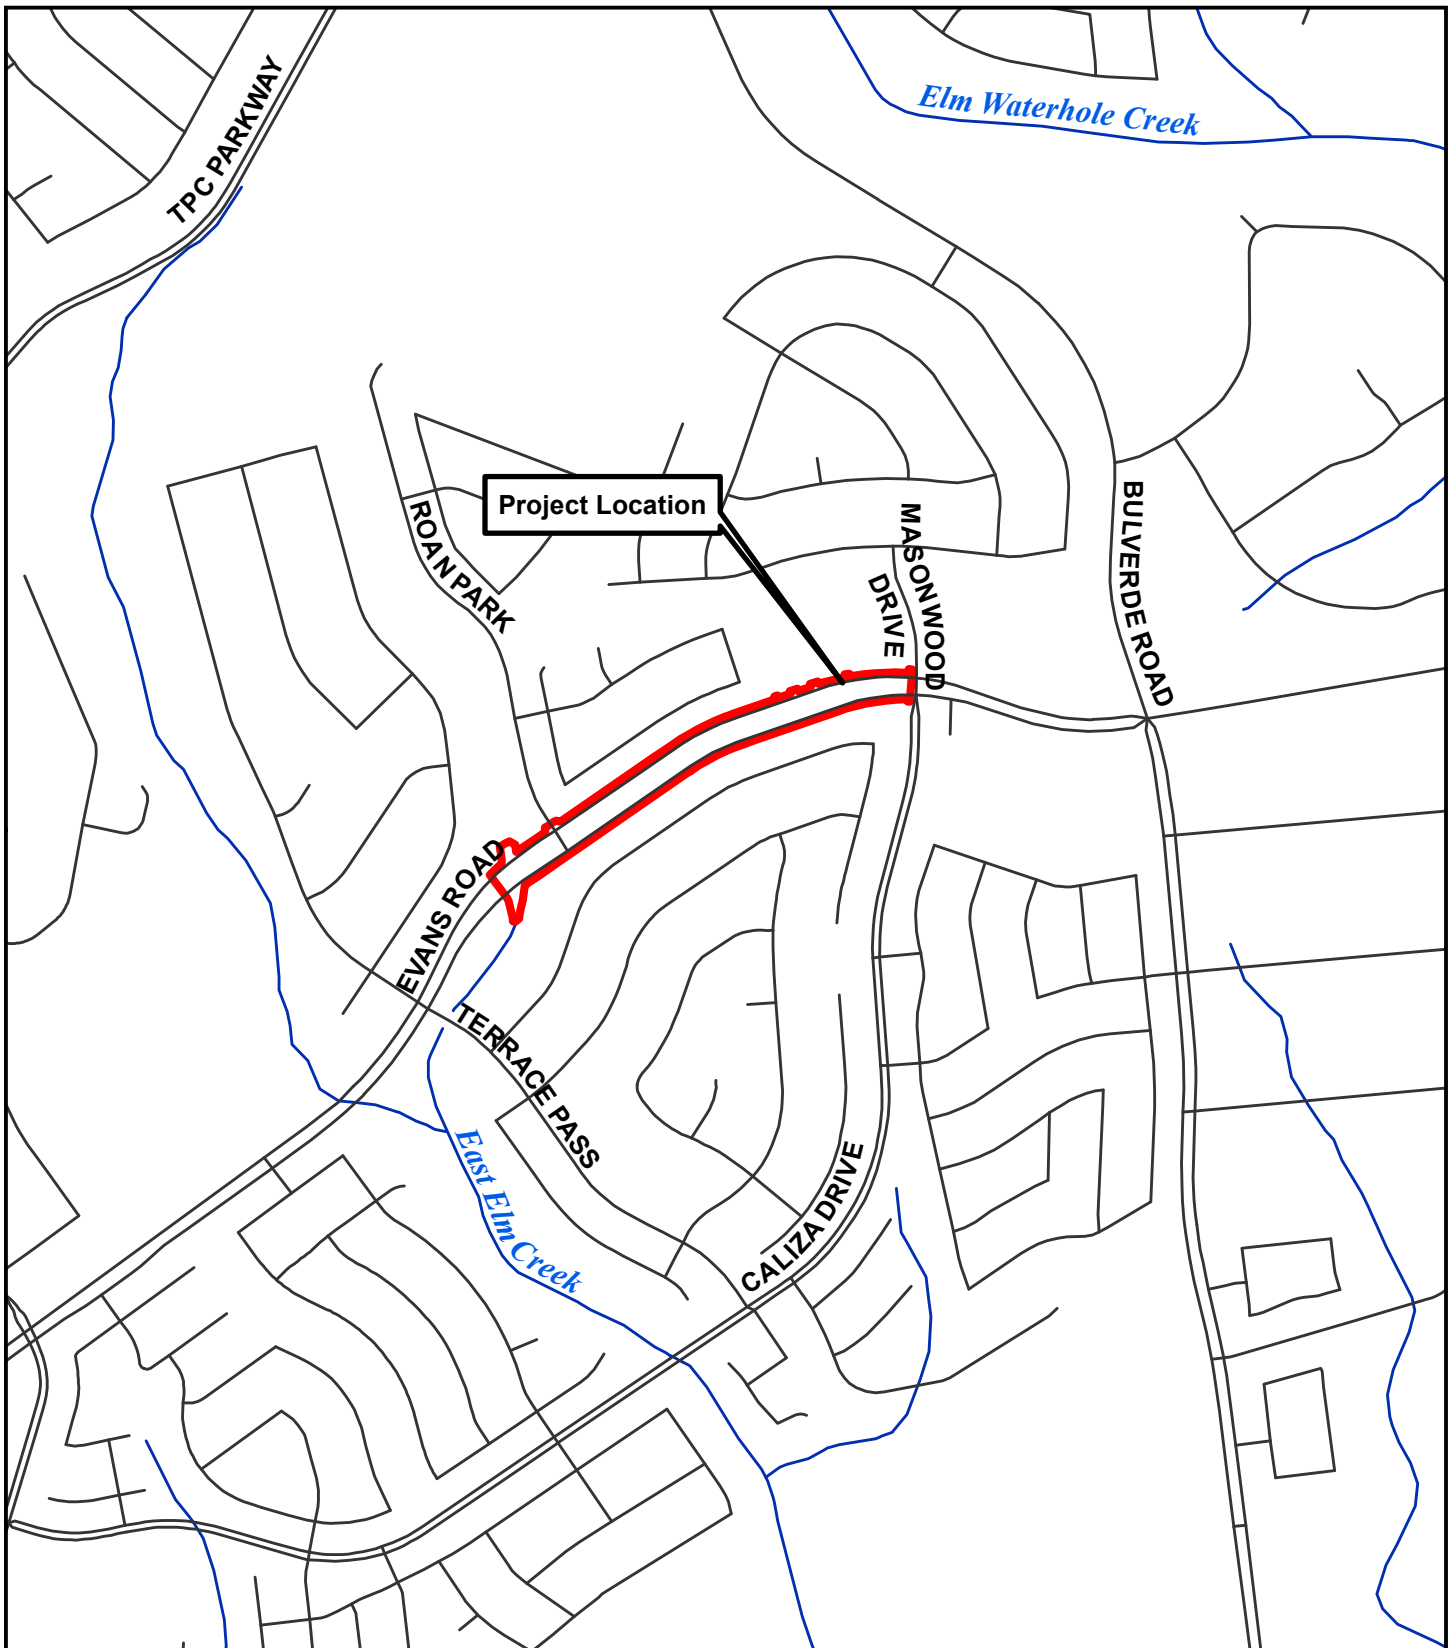 TPC PARKWAY
Elm Waterhole Creek
Project Location
ROAN PARK
MASONWOOD
DRIVE
BULVERDE ROAD
EVANS ROAD
TERRACE PASS
East Elm Creek
CALIZA DRIVE